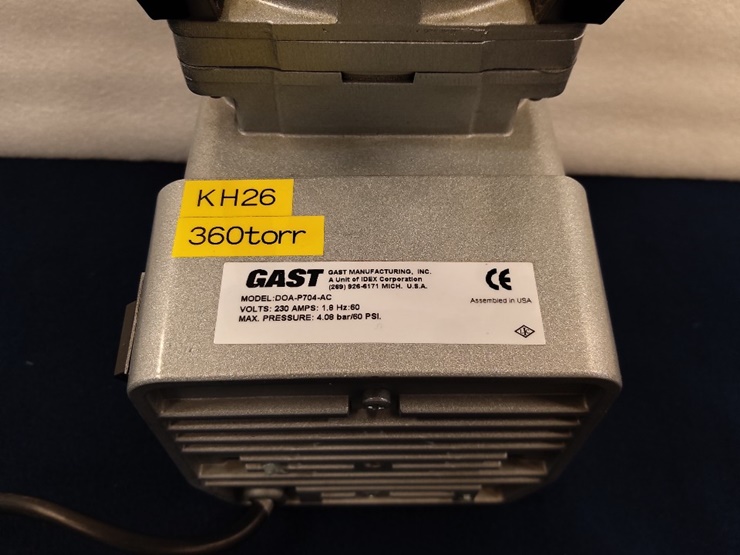 KH26
360torr
GAST
GAST MANUFACTURING, INC.
A Unit of IDEX Corporation
(269) 926-6171 MICH. U.S.A.
MODEL:DOA-P704-AC
VOLTS: 230 AMPS: 1.8 Hz:60
MAX. PRESSURE: 4.08 bar/60 PSI.
CE
Assembled in USA